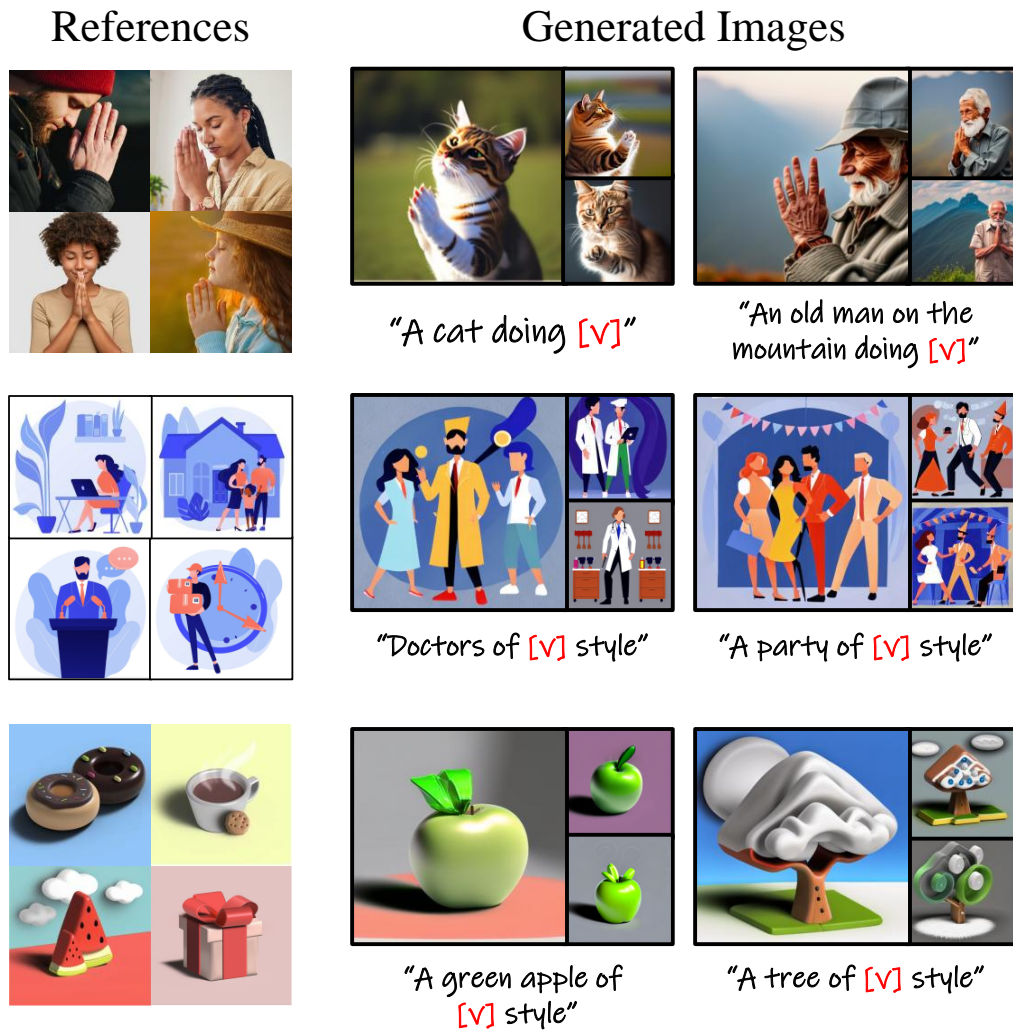 References
Generated Images
“A cat doing [v]”
“An old man on the
mountain doing [v]”
“Doctors of [v] style”
“A party of [v] style”
“A green apple of
[v] style”
“A tree of [v] style”